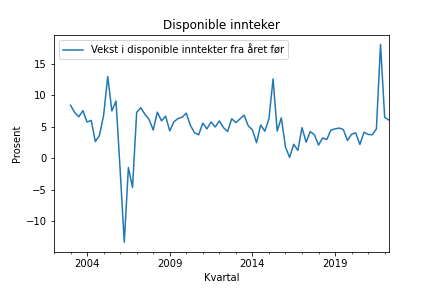 Disponible innteker
Vekst i disponible inntekter fra året før
Prosent
15
10
5
0
−5
−10
2004
2009
2014
2019
Kvartal